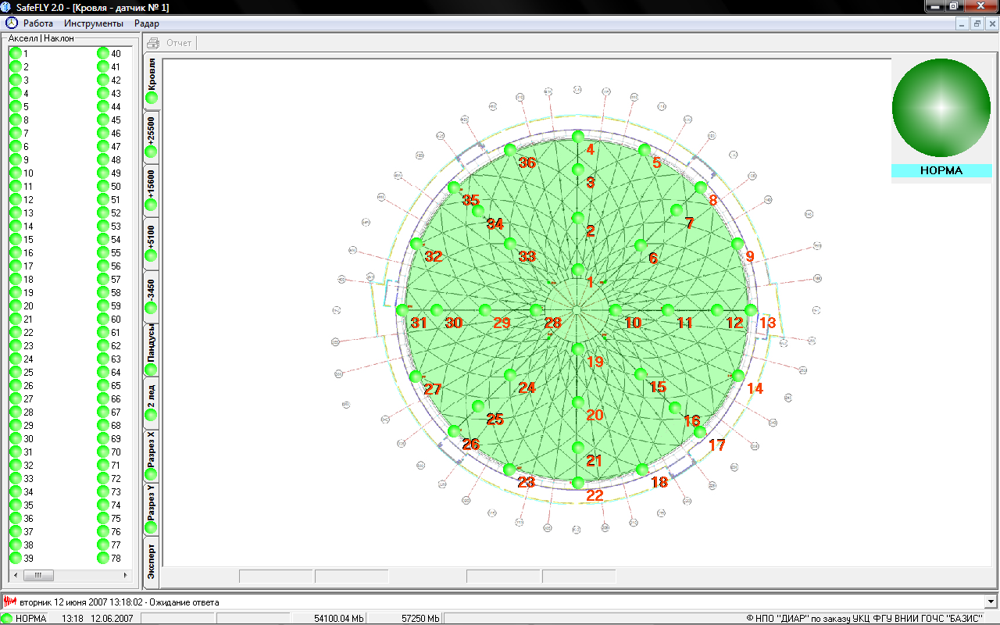 SafeFLY 2.0 - [Кровля - датчик № 1]
Работа Инструменты Радар
Акселл | Наклон
Отчет
1 40
2 41
3 42
4 43
5 44
8 45
7 46
6 47
9 48
10 49
11 50
12 51
13 52
14 53
15 54
16 55
17 56
18 57
19 58
20 59
21 60
22 61
23 62
24 63
25 64
26 65
27 66
28 67
29 68
30 69
31 70
32 71
33 72
34 73
35 74
36 75
37 76
38 77
39 78
Кровля
+25500
+15600
+5100
-3450
Пандусы
2 лед
Разрез X
Разрез Y
Эксперт
НОРМА
36 4 5
3
35 8
34 2 7
32 33 6 9
1
31 30 29 28 10 11 12 13
19
27 24 15 14
25 20 16
26 17
21
23 22 18
вторник 12 июня 2007 13:18:02 - Ожидание ответа
НОРМА 13:18 12.06.2007 54100.04 Mb 57250 Mb © НПО "ДИАР" по заказу УКЦ ФГУ ВНИИ ГОЧС "БАЗИС"